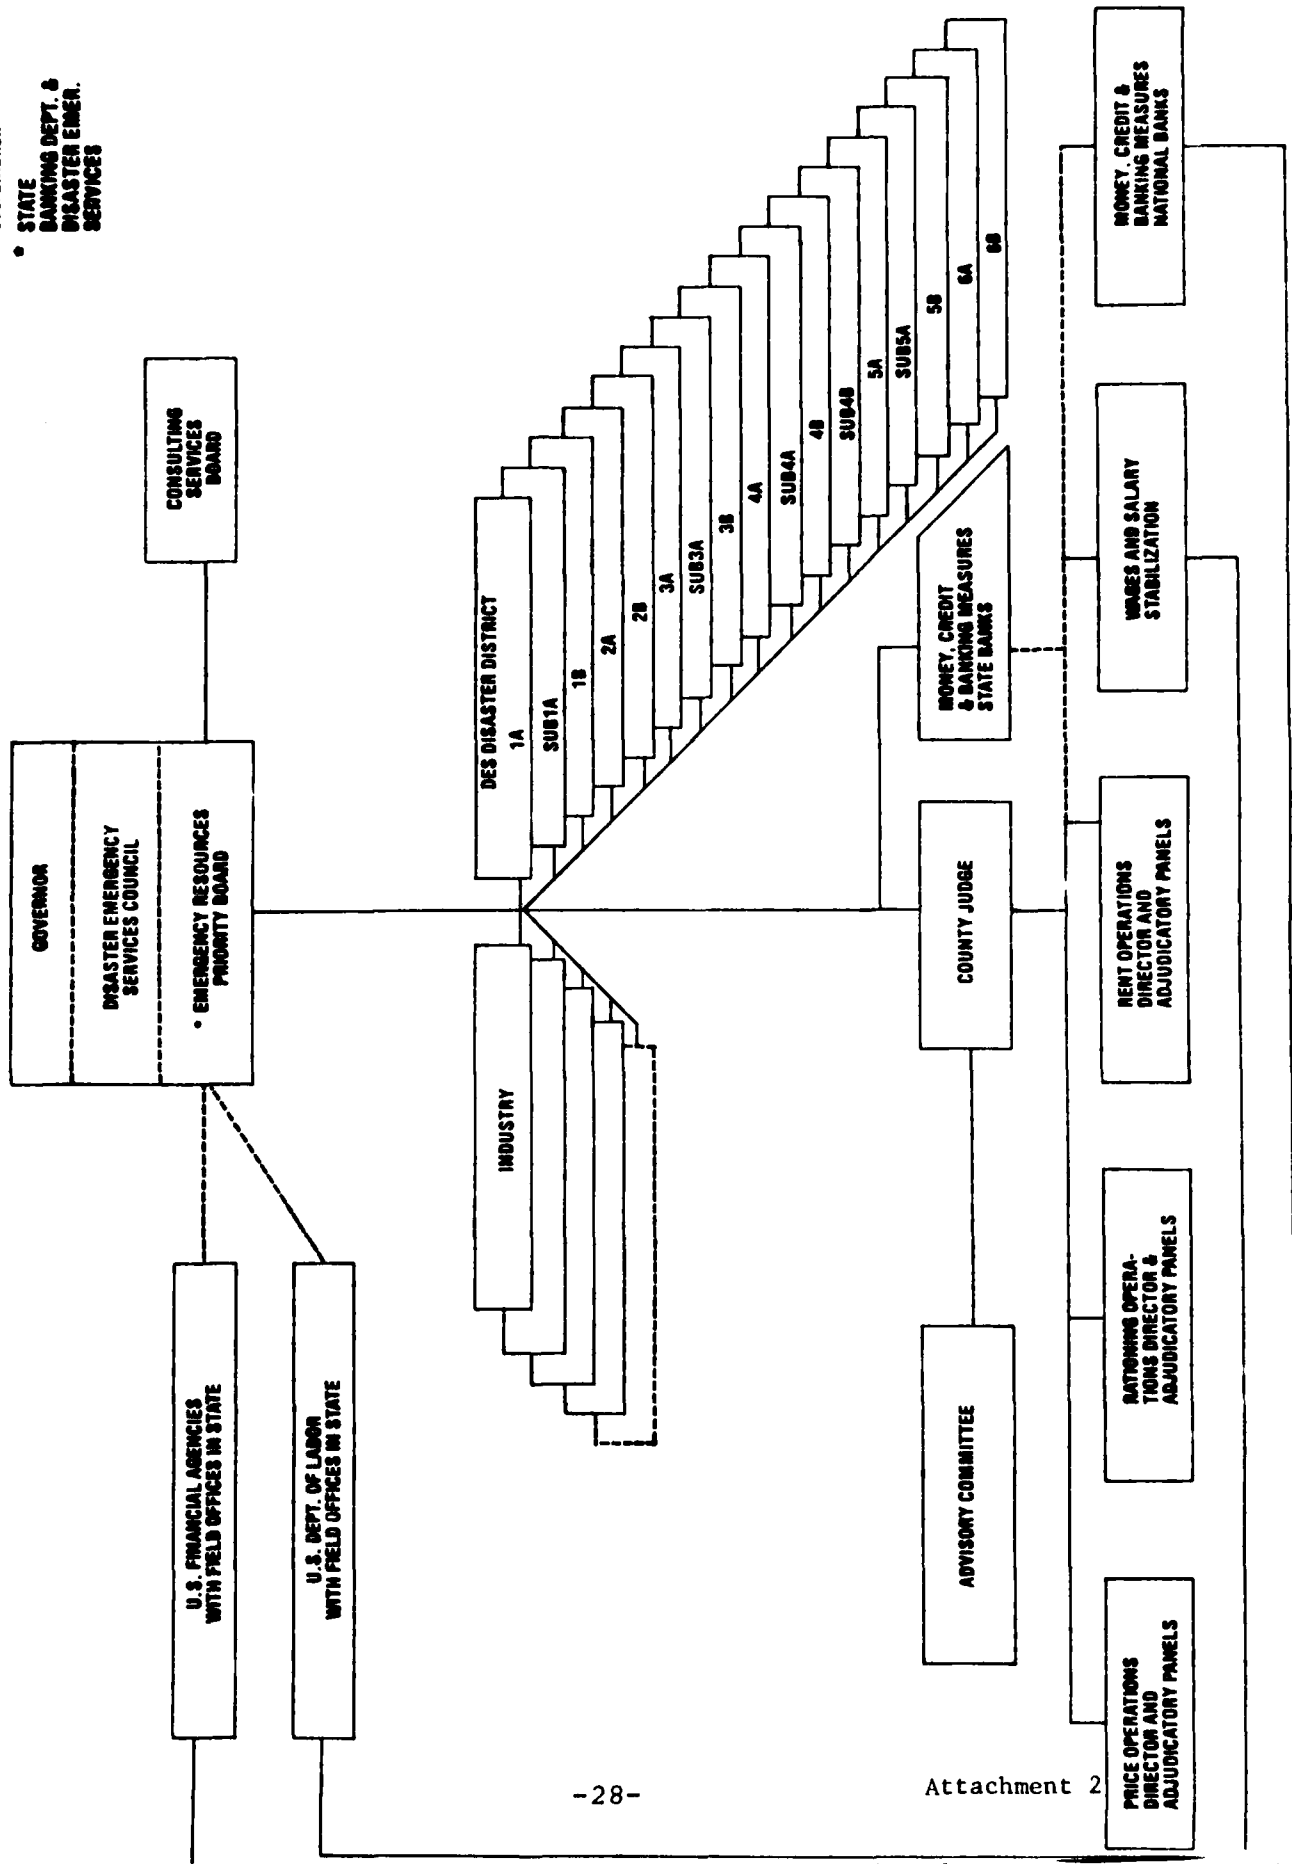 * STATE
BANKING DEPT. &
DISASTER EMER.
SERVICES
GOVERNOR
DISASTER EMERGENCY
SERVICES COUNCIL
* EMERGENCY RESOURCES
PRIORITY BOARD
CONSULTING
SERVICES
BOARD
U.S. FINANCIAL AGENCIES
WITH FIELD OFFICES IN STATE
U.S. DEPT. OF LABOR
WITH FIELD OFFICES IN STATE
INDUSTRY
DES DISASTER DISTRICT
1A
SUB1A
1B
2A
2B
3A
SUB3A
3B
4A
SUB4A
4B
SUB4B
5A
SUB5A
5B
6A
6B
ADVISORY COMMITTEE
COUNTY JUDGE
MONEY, CREDIT
& BANKING MEASURES
STATE BANKS
PRICE OPERATIONS
DIRECTOR AND
ADJUDICATORY PANELS
RATIONING OPERA-
TIONS DIRECTOR &
ADJUDICATORY PANELS
RENT OPERATIONS
DIRECTOR AND
ADJUDICATORY PANELS
WAGES AND SALARY
STABILIZATION
MONEY, CREDIT &
BANKING MEASURES
NATIONAL BANKS
-28-
Attachment 2